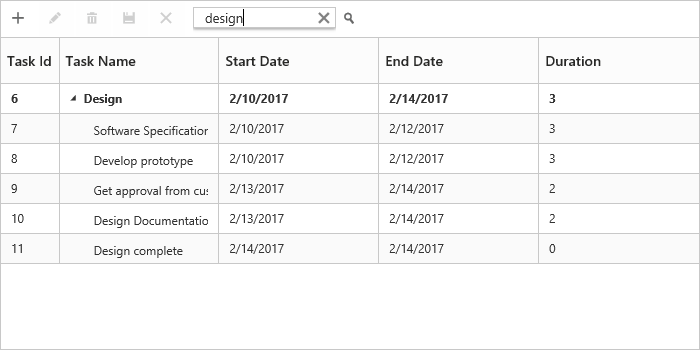 design
Task Id Task Name Start Date End Date Duration
6 Design 2/10/2017 2/14/2017 3
7 Software Specification 2/10/2017 2/12/2017 3
8 Develop prototype 2/10/2017 2/12/2017 3
9 Get approval from cus 2/13/2017 2/14/2017 2
10 Design Documentatio 2/13/2017 2/14/2017 2
11 Design complete 2/14/2017 2/14/2017 0